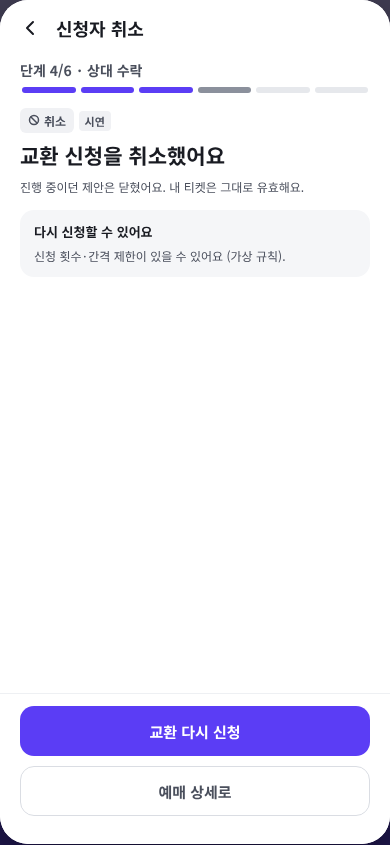 신청자 취소
단계 4/6 · 상대 수락
취소 시연
교환 신청을 취소했어요
진행 중이던 제안은 닫혔어요. 내 티켓은 그대로 유효해요.
다시 신청할 수 있어요
신청 횟수·간격 제한이 있을 수 있어요 (가상 규칙).
교환 다시 신청
예매 상세로